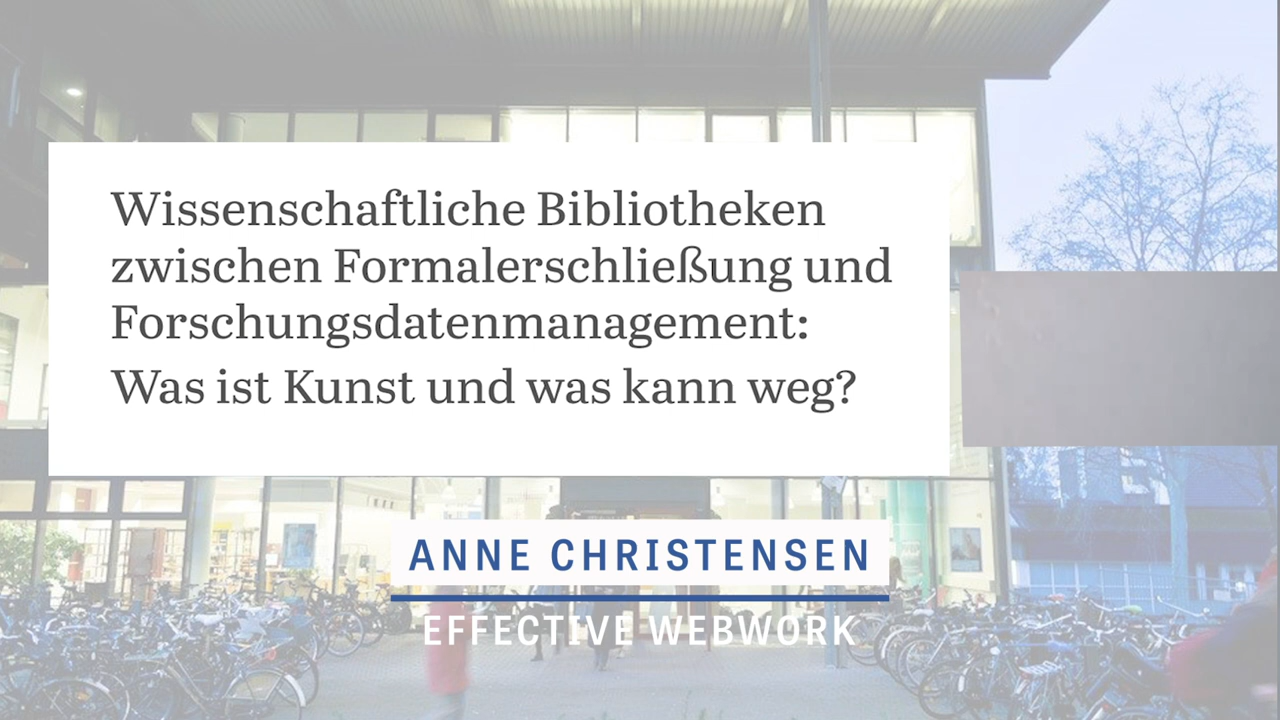 Wissenschaftliche Bibliotheken
zwischen Formalerschließung und
Forschungsdatenmanagement:
Was ist Kunst und was kann weg?
ANNE CHRISTENSEN
EFFECTIVE WEBWORK